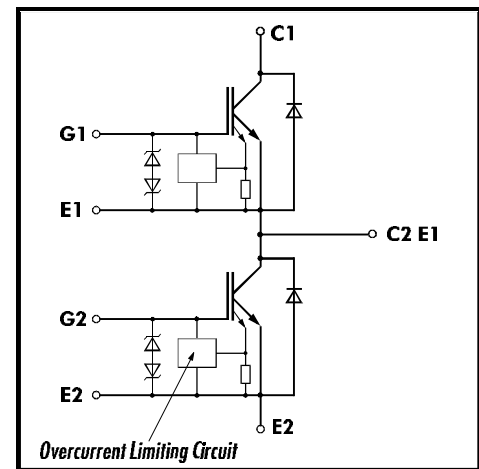 C1
G1
E1
C2 E1
G2
E2
E2
Overcurrent Limiting Circuit